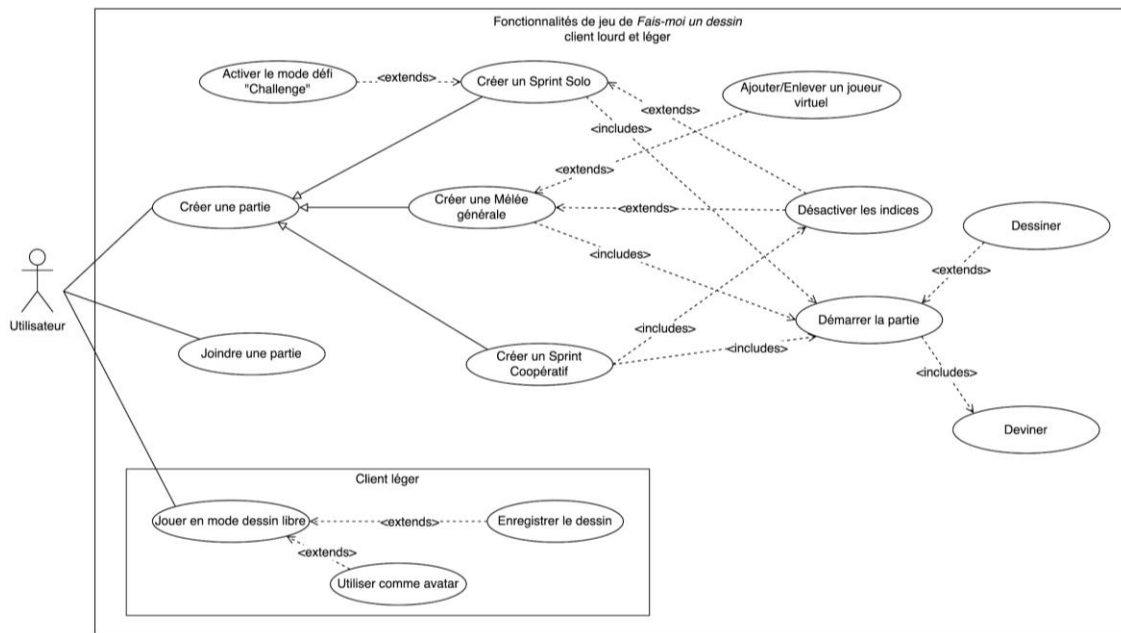 Fonctionnalités de jeu de Fais-moi un dessin
client lourd et léger
Activer le mode défi
"Challenge"
<extends>
Créer un Sprint Solo
Ajouter/Enlever un joueur
virtuel
<includes>
<extends>
<extends>
Créer une partie
Créer une Mêlée
générale
<extends>
Désactiver les indices
Dessiner
<includes>
<extends>
Utilisateur
Démarrer la partie
Joindre une partie
Créer un Sprint
Coopératif
<includes>
<includes>
<includes>
Deviner
Client léger
Jouer en mode dessin libre
<extends>
Enregistrer le dessin
<extends>
Utiliser comme avatar